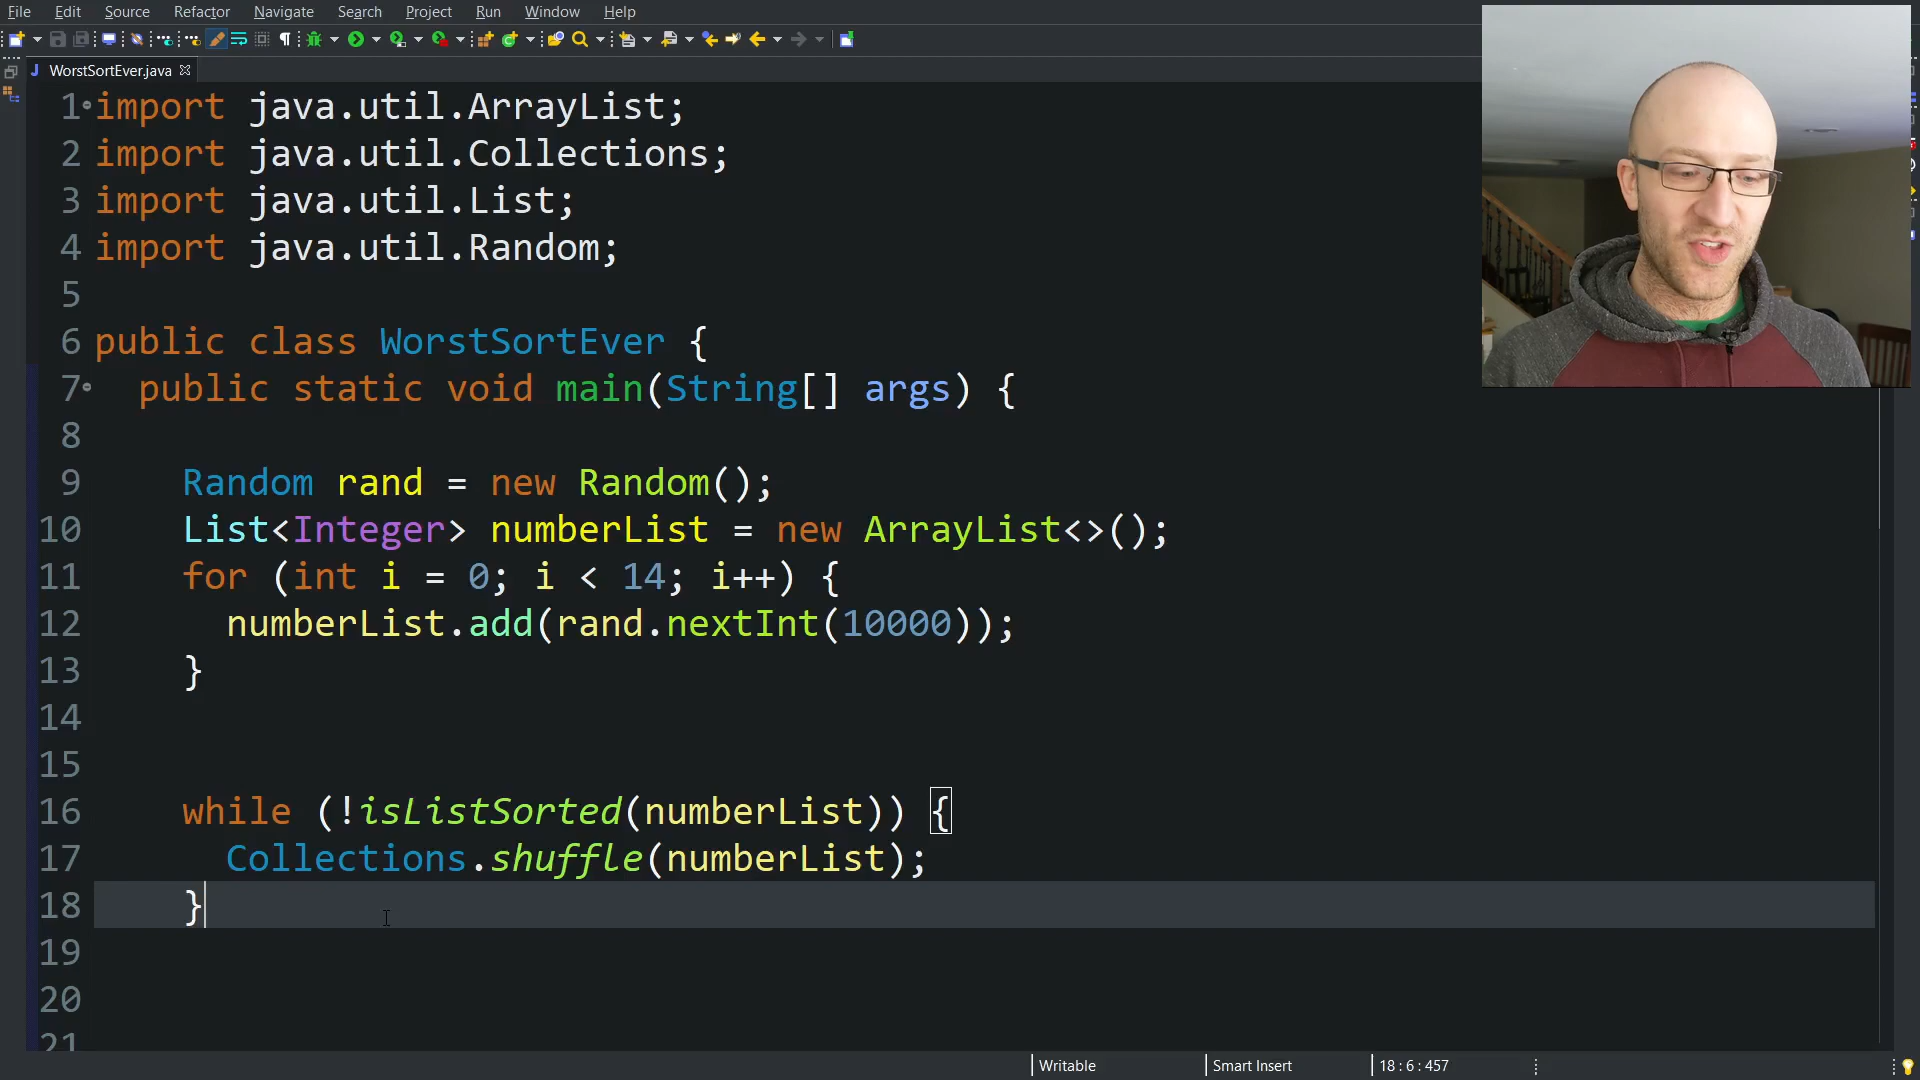 File Edit Source Refactor Navigate Search Project Run Window Help
WorstSortEver.java
1 import java.util.ArrayList;
2 import java.util.Collections;
3 import java.util.List;
4 import java.util.Random;
5
6 public class WorstSortEver {
7 public static void main(String[] args) {
8
9 Random rand = new Random();
10 List<Integer> numberList = new ArrayList<>();
11 for (int i = 0; i < 14; i++) {
12 numberList.add(rand.nextInt(10000));
13 }
14
15
16 while (!isListSorted(numberList)) {
17 Collections.shuffle(numberList);
18 }
19
20
21
Writable Smart Insert 18 : 6 : 457